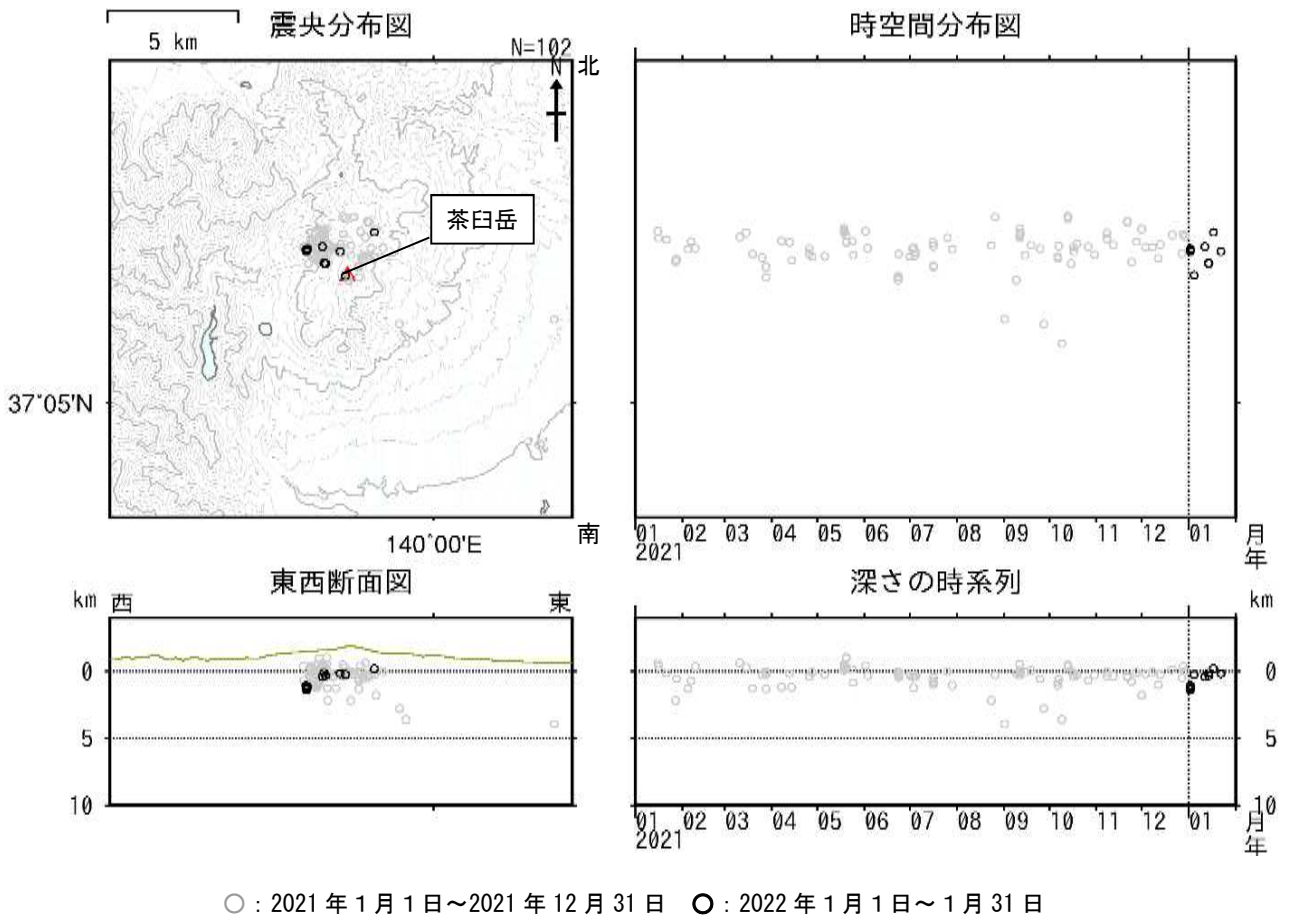 震央分布図
5 km
N=102
N
北
茶臼岳
37°05'N
140°00'E
南
時空間分布図
01 02 03 04 05 06 07 08 09 10 11 12 01 月
2021 年
東西断面図
km 西 東
0
5
10
深さの時系列
km
0
5
10
01 02 03 04 05 06 07 08 09 10 11 12 01 月
2021 年
○：2021 年 1 月 1 日～2021 年 12 月 31 日 ○：2022 年 1 月 1 日～ 1 月 31 日